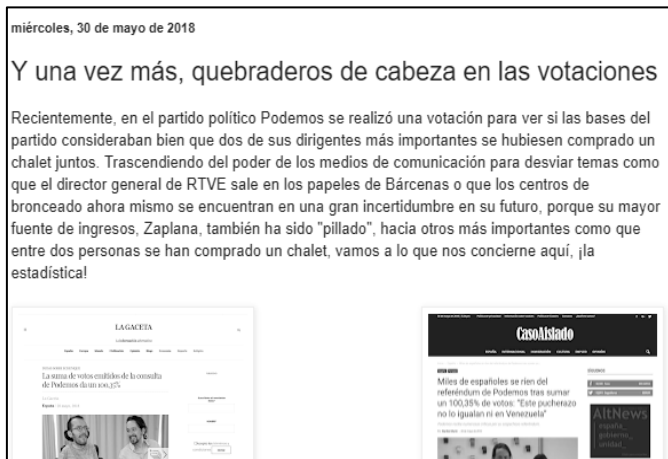 miércoles, 30 de mayo de 2018
Y una vez más, quebraderos de cabeza en las votaciones
Recientemente, en el partido político Podemos se realizó una votación para ver si las bases del
partido consideraban bien que dos de sus dirigentes más importantes se hubiesen comprado un
chalet juntos. Trascendiendo del poder de los medios de comunicación para desviar temas como
que el director general de RTVE sale en los papeles de Bárcenas o que los centros de
bronceado ahora mismo se encuentran en una gran incertidumbre en su futuro, porque su mayor
fuente de ingresos, Zaplana, también ha sido "pillado", hacia otros más importantes como que
entre dos personas se han comprado un chalet, vamos a lo que nos concierne aquí, ¡la
estadística!
LA GACETA
La suma de votos emitidos de la consulta
de Podemos da un 100,35%
CasoAislado
Miles de españoles se ríen del
referéndum de Podemos tras sumar
un 100,35% de votos: "Este pucherazo
no lo igualan ni en Venezuela"
AltNews
española_
gobierno_
unidad_